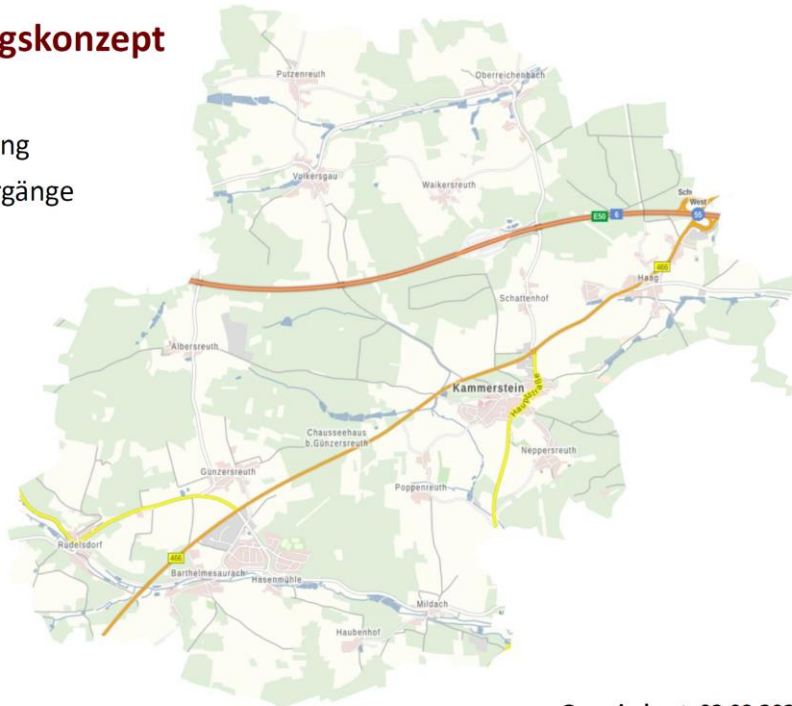 gskonzept
ng
rgänge
Putzenreuth
Oberreichenbach
Volkersgau
Waikersreuth
Sch
West
E50
6
55
466
Haag
Schattenhof
Albersreuth
Kammerstein
Hauptstraße
Chausseehaus
b.Günzersreuth
Neppersreuth
Günzersreuth
Poppenreuth
Rudelsdorf
466
Barthelmesaurach
Hasenmühle
Mildach
Haubenhof